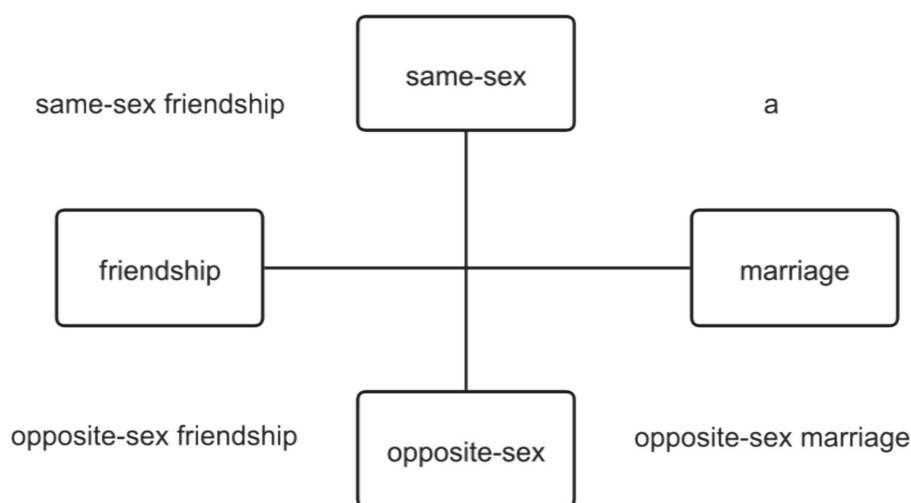 same-sex
same-sex friendship
a
friendship
marriage
opposite-sex friendship
opposite-sex
opposite-sex marriage